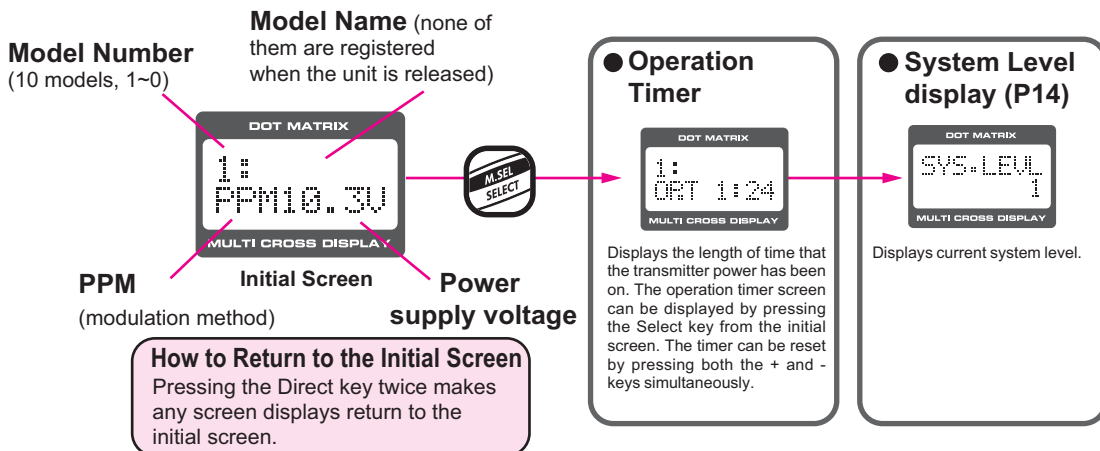 Model Number
(10 models, 1~0)
Model Name (none of
them are registered
when the unit is released)
DOT MATRIX
1:
PPM10.3V
MULTI CROSS DISPLAY
Initial Screen
PPM
(modulation method)
Power
supply voltage
M.SEL
SELECT
How to Return to the Initial Screen
Pressing the Direct key twice makes
any screen displays return to the
initial screen.
● Operation
Timer
DOT MATRIX
1:
ORT 1:24
MULTI CROSS DISPLAY
Displays the length of time that
the transmitter power has been
on. The operation timer screen
can be displayed by pressing
the Select key from the initial
screen. The timer can be reset
by pressing both the + and -
keys simultaneously.
● System Level
display (P14)
DOT MATRIX
SYS.LEVL
1
MULTI CROSS DISPLAY
Displays current system level.